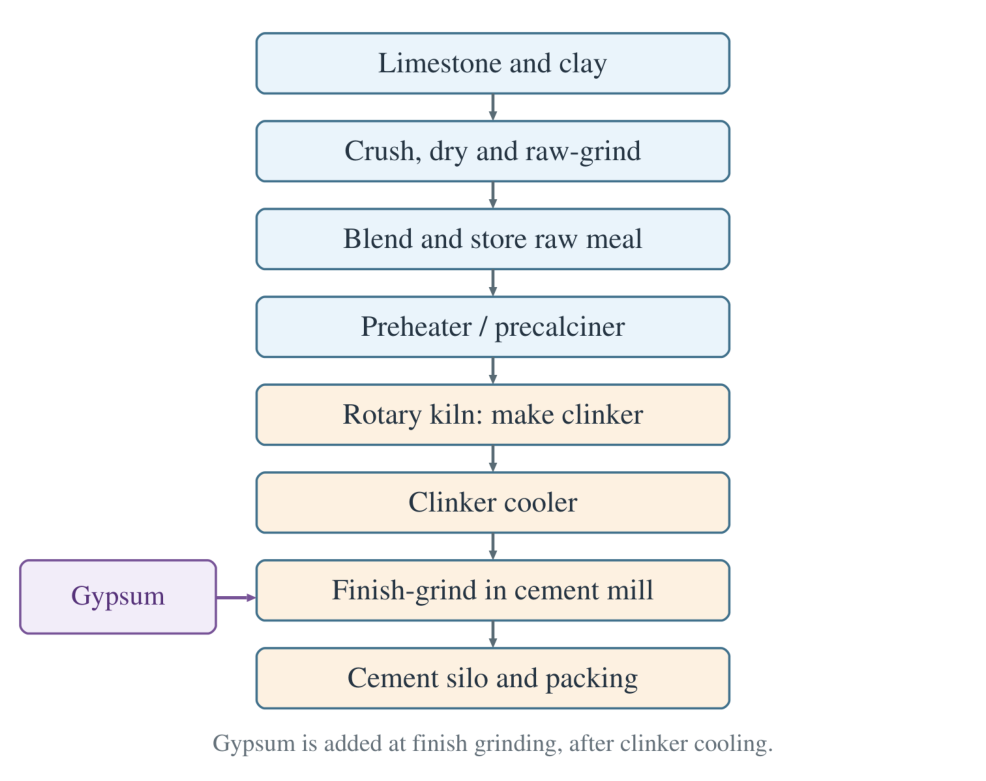 Limestone and clay
Crush, dry and raw-grind
Blend and store raw meal
Preheater / precalciner
Rotary kiln: make clinker
Clinker cooler
Gypsum
Finish-grind in cement mill
Cement silo and packing
Gypsum is added at finish grinding, after clinker cooling.